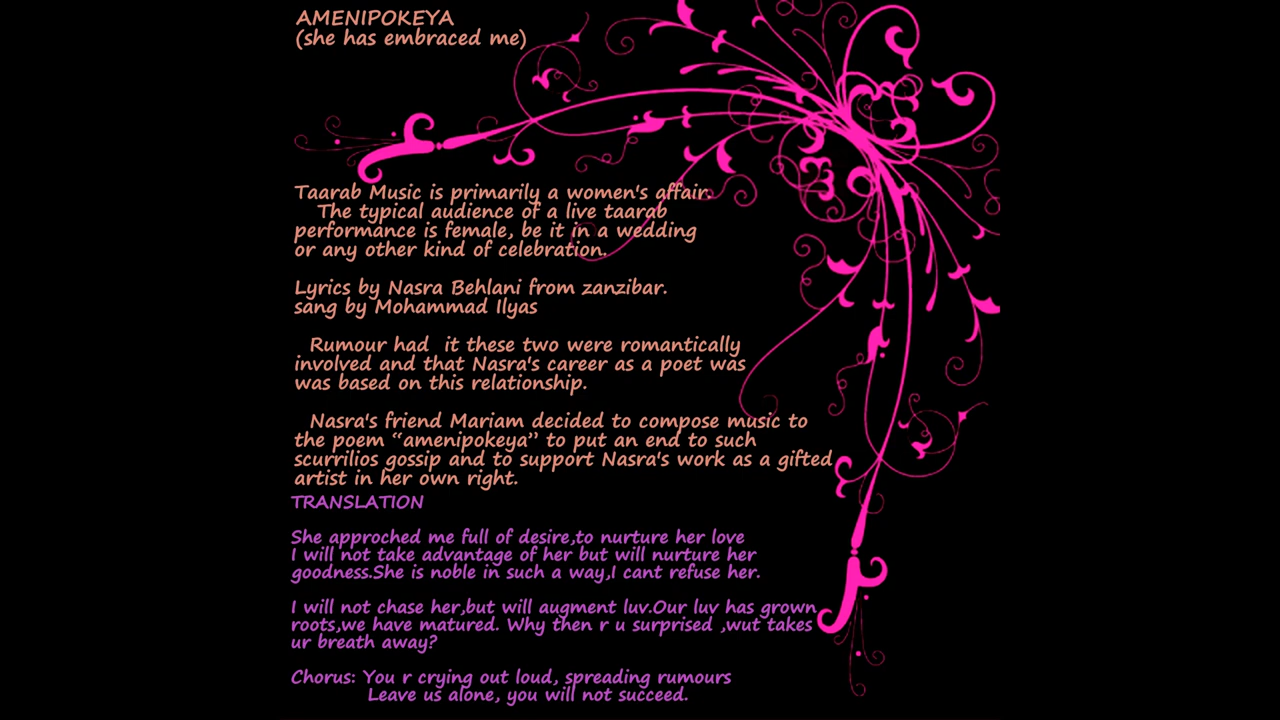 AMENIPOKEYA
(she has embraced me)
Taarab Music is primarily a women's affair.
The typical audience of a live taarab
performance is female, be it in a wedding
or any other kind of celebration.
Lyrics by Nasra Behlani from zanzibar.
sang by Mohammad Ilyas
Rumour had it these two were romantically
involved and that Nasra's career as a poet was
was based on this relationship.
Nasra's friend Mariam decided to compose music to
the poem “amenipokeya” to put an end to such
scurrilios gossip and to support Nasra's work as a gifted
artist in her own right.
TRANSLATION
She approched me full of desire,to nurture her love
I will not take advantage of her but will nurture her
goodness.She is noble in such a way,I cant refuse her.
I will not chase her,but will augment luv.Our luv has grown
roots,we have matured. Why then r u surprised ,wut takes
ur breath away?
Chorus: You r crying out loud, spreading rumours
Leave us alone, you will not succeed.